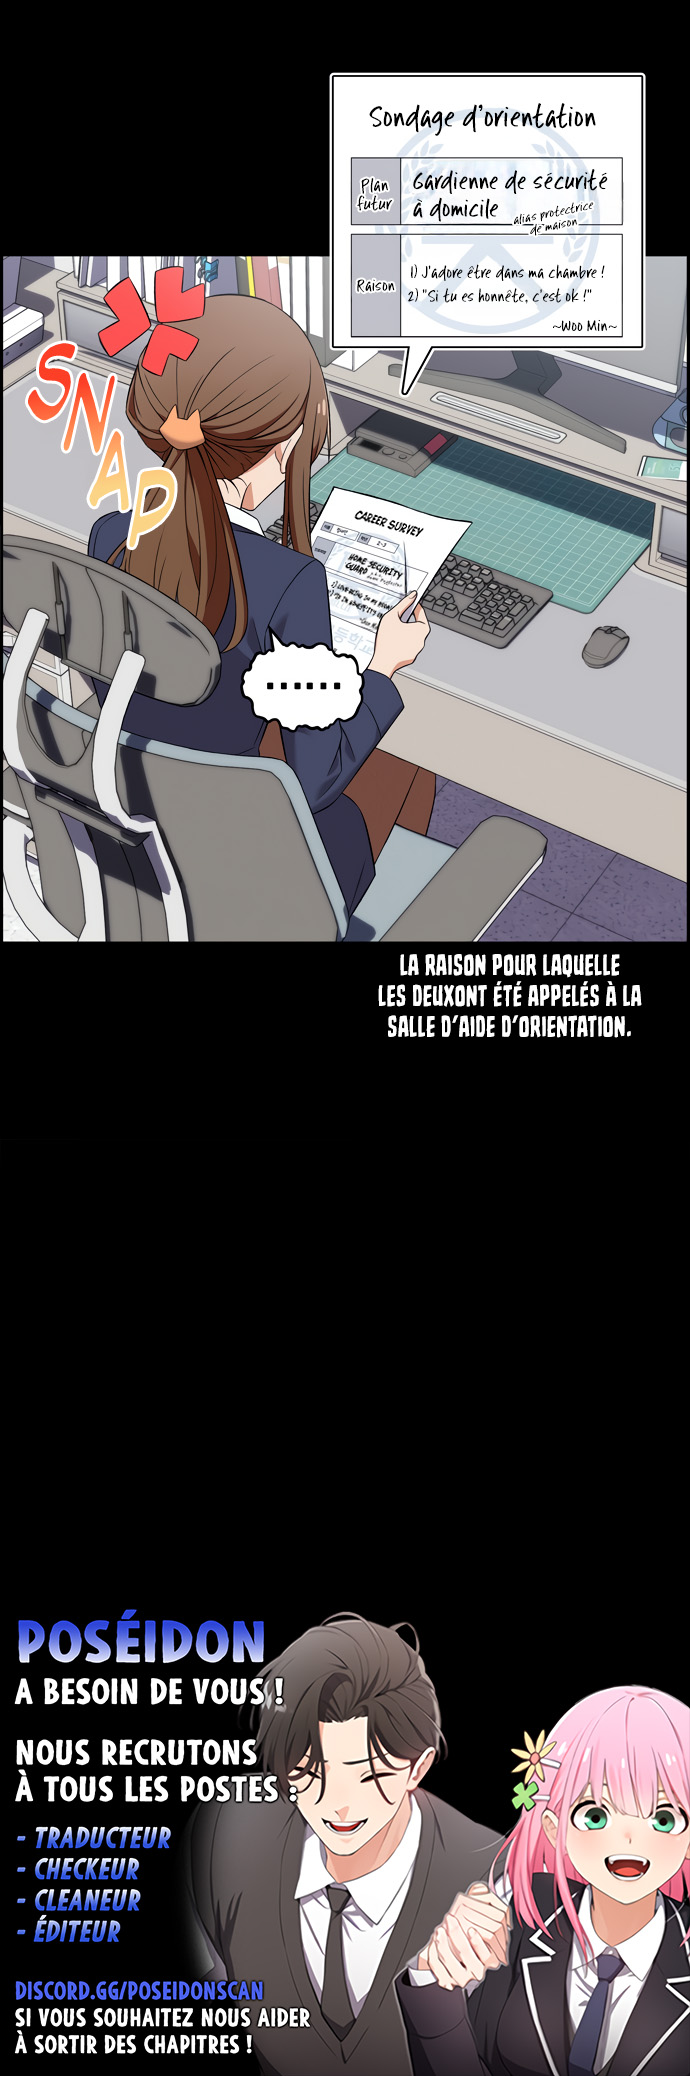 Sondage d'orientation
Plan
futur
Gardienne de sécurité
à domicile
alias protectrice
de maison
Raison
1) J'adore être dans ma chambre !
2) "Si tu es honnête, c'est ok !"
~Woo Min~
SNAP
CAREER SURVEY
2-3
HOME SECURITY
GUARD
......
LA RAISON POUR LAQUELLE
LES DEUXONT ÉTÉ APPELÉS À LA
SALLE D'AIDE D'ORIENTATION.
POSÉIDON
A BESOIN DE VOUS !
NOUS RECRUTONS
À TOUS LES POSTES :
- TRADUCTEUR
- CHECKEUR
- CLEANEUR
- ÉDITEUR
DISCORD.GG/POSEIDONSCAN
SI VOUS SOUHAITEZ NOUS AIDER
À SORTIR DES CHAPITRES !